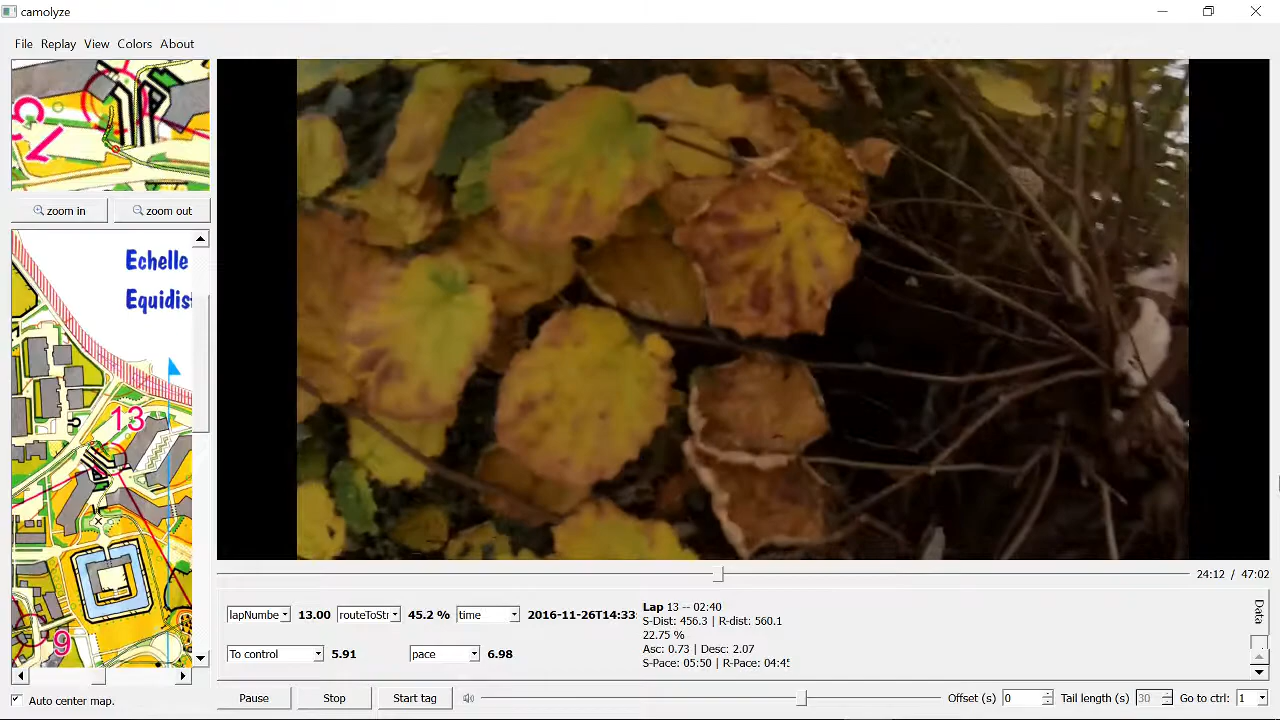 camolyze
File Replay View Colors About
zoom in zoom out
Echelle
Equidis
13
9
24:12 / 47:02
lapNumbe 13.00 routeToStr 45.2 % time 2016-11-26T14:33:
To control 5.91 pace 6.98
Lap 13 -- 02:40
S-Dist: 456.3 | R-dist: 560.1
22.75 %
Asc: 0.73 | Desc: 2.07
S-Pace: 05:50 | R-Pace: 04:45
Data
Auto center map.
Pause Stop Start tag Offset (s) 0 Tail length (s) 30 Go to ctrl: 1